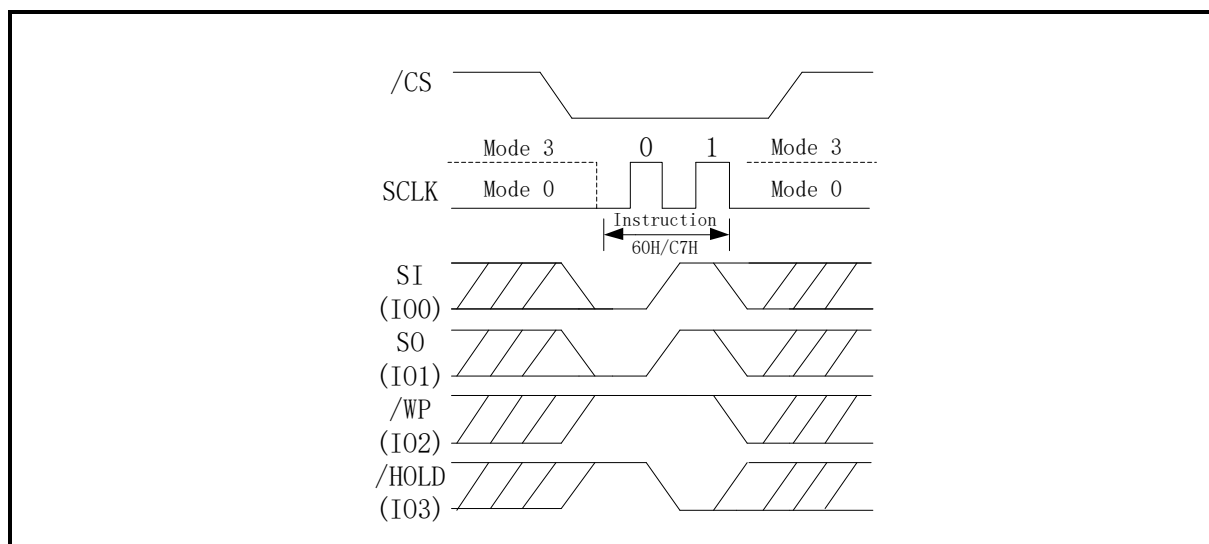 /CS
Mode 3 0 1 Mode 3
SCLK Mode 0 Mode 0
Instruction
60H/C7H
SI
(IO0)
SO
(IO1)
/WP
(IO2)
/HOLD
(IO3)